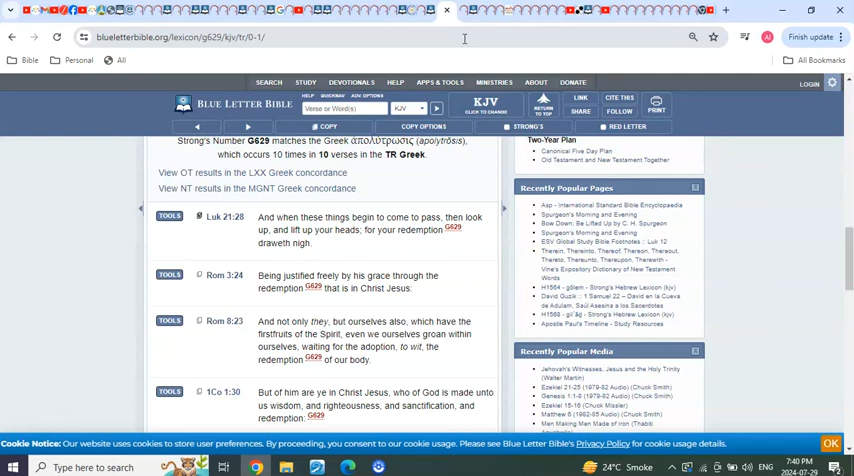 Finish update
blueletterbible.org/lexicon/g629/kjv/tr/0-1/
Bible
Personal
All
All Bookmarks
SEARCH STUDY DEVOTIONALS HELP APPS & TOOLS MINISTRIES ABOUT DONATE
LOGIN
BLUE LETTER BIBLE
HELP QUICKNAV ADV. OPTIONS
Verse or Word(s)
KJV
KJV
CLICK TO CHANGE
RETURN
TO TOP
LINK
SHARE
CITE THIS
FOLLOW
PRINT
COPY
COPY OPTIONS
STRONG'S
RED LETTER
Strong's Number G629 matches the Greek ἀπολύτρωσις (apolytrōsis),
which occurs 10 times in 10 verses in the TR Greek.
View OT results in the LXX Greek concordance
View NT results in the MGNT Greek concordance
TOOLS
Luk 21:28
And when these things begin to come to pass, then look
up, and lift up your heads; for your redemption G629
draweth nigh.
TOOLS
Rom 3:24
Being justified freely by his grace through the
redemption G629 that is in Christ Jesus:
TOOLS
Rom 8:23
And not only they, but ourselves also, which have the
firstfruits of the Spirit, even we ourselves groan within
ourselves, waiting for the adoption, to wit, the
redemption G629 of our body.
TOOLS
1Co 1:30
But of him are ye in Christ Jesus, who of God is made unto
us wisdom, and righteousness, and sanctification, and
redemption: G629
Two-Year Plan
Canonical Five Day Plan
Old Testament and New Testament Together
Recently Popular Pages
Asp - International Standard Bible Encyclopaedia
Spurgeon's Morning and Evening
Bow Down, Be Lifted Up by C. H. Spurgeon
Spurgeon's Morning and Evening
ESV Global Study Bible Footnotes :: Luk 12
Therein, Thereinto, Thereof, Thereon, Thereout,
Thereto, Thereunto, Thereupon, Therewith -
Vine's Expository Dictionary of New Testament
Words
H1564 - gōlem - Strong's Hebrew Lexicon (kjv)
David Guzik :: 1 Samuel 22 – David en la Cueva
de Adulam, Saúl Asesina a los Sacerdotes
Apostle Paul's Timeline - Study Resources
Recently Popular Media
Jehovah's Witnesses, Jesus and the Holy Trinity
(Walter Martin)
Ezekiel 21-25 (1979-82 Audio) (Chuck Smith)
Genesis 1:1-8 (1979-82 Audio) (Chuck Smith)
Ezekiel 15-16 (Chuck Missler)
Matthew 6 (1982-85 Audio) (Chuck Smith)
Men Making Men Made of Iron (Thabiti
Cookie Notice: Our website uses cookies to store user preferences. By proceeding, you consent to our cookie usage. Please see Blue Letter Bible's Privacy Policy for cookie usage details.
OK
Type here to search
24°C Smoke
7:40 PM
2024-07-29